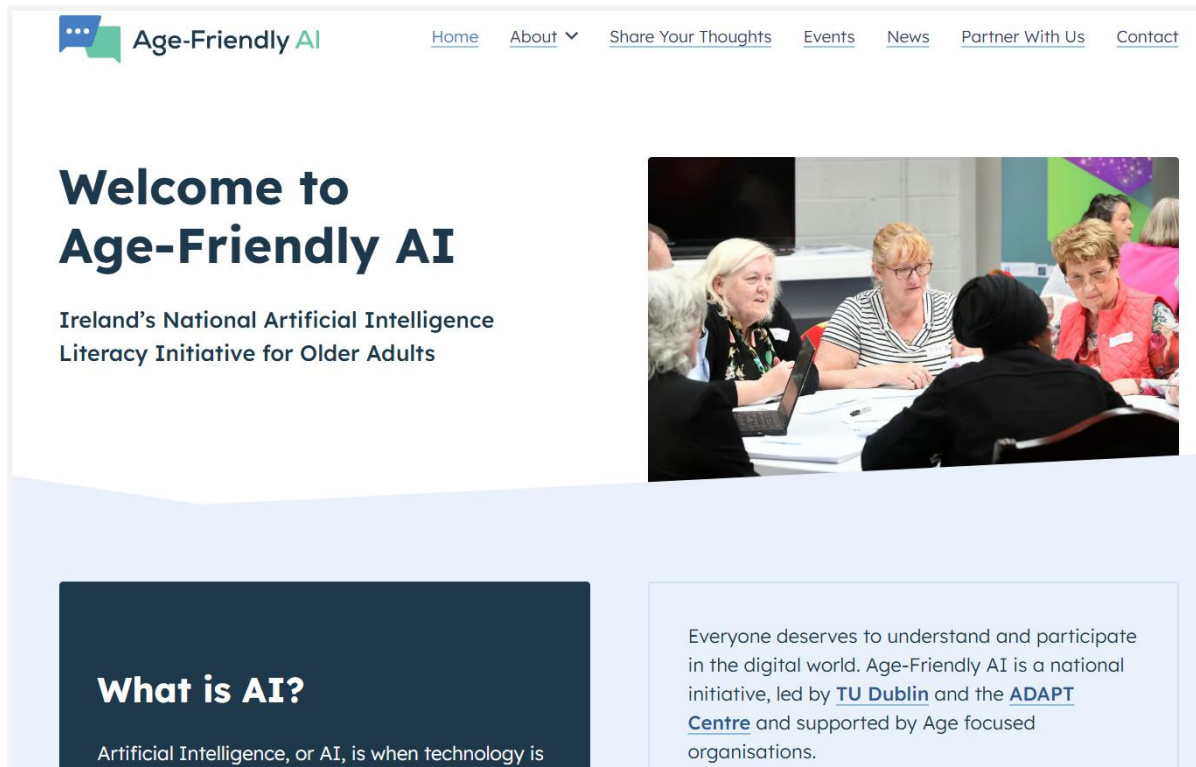 Age-Friendly AI
Home About Share Your Thoughts Events News Partner With Us Contact
Welcome to
Age-Friendly AI
Ireland’s National Artificial Intelligence
Literacy Initiative for Older Adults
What is AI?
Artificial Intelligence, or AI, is when technology is
Everyone deserves to understand and participate
in the digital world. Age-Friendly AI is a national
initiative, led by TU Dublin and the ADAPT
Centre and supported by Age focused
organisations.